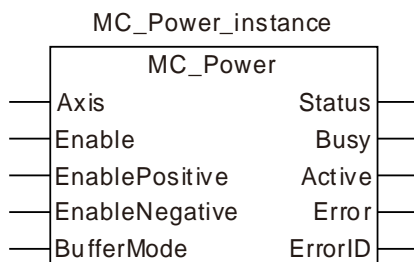 MC_Power_instance
MC_Power
Axis Status
Enable Busy
EnablePositive Active
EnableNegative Error
BufferMode ErrorID